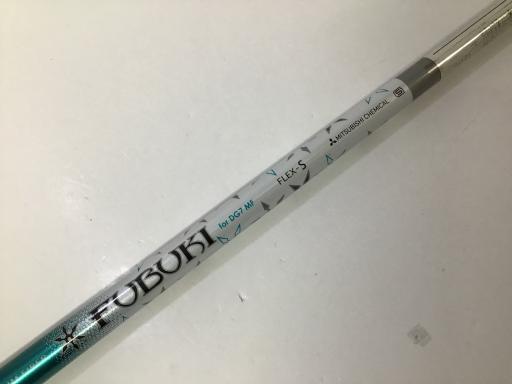 FUBUKI for DG7 MF FLEX-S MITSUBISHI CHEMICAL S